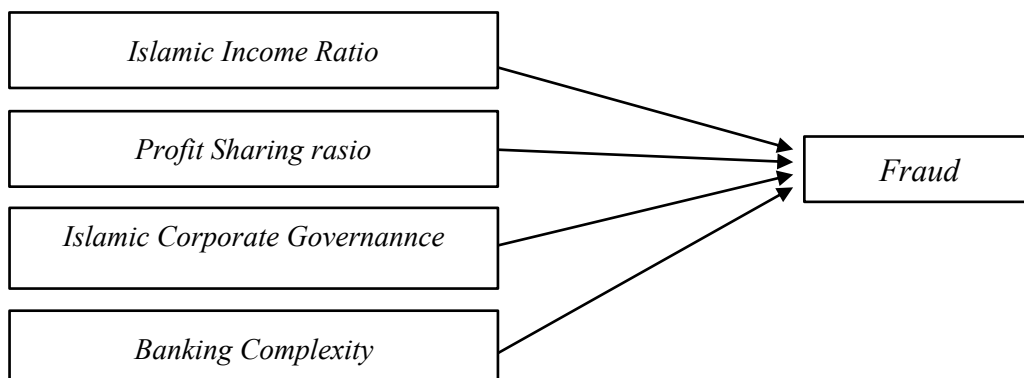 Islamic Income Ratio
Profit Sharing rasio
Fraud
Islamic Corporate Governannce
Banking Complexity